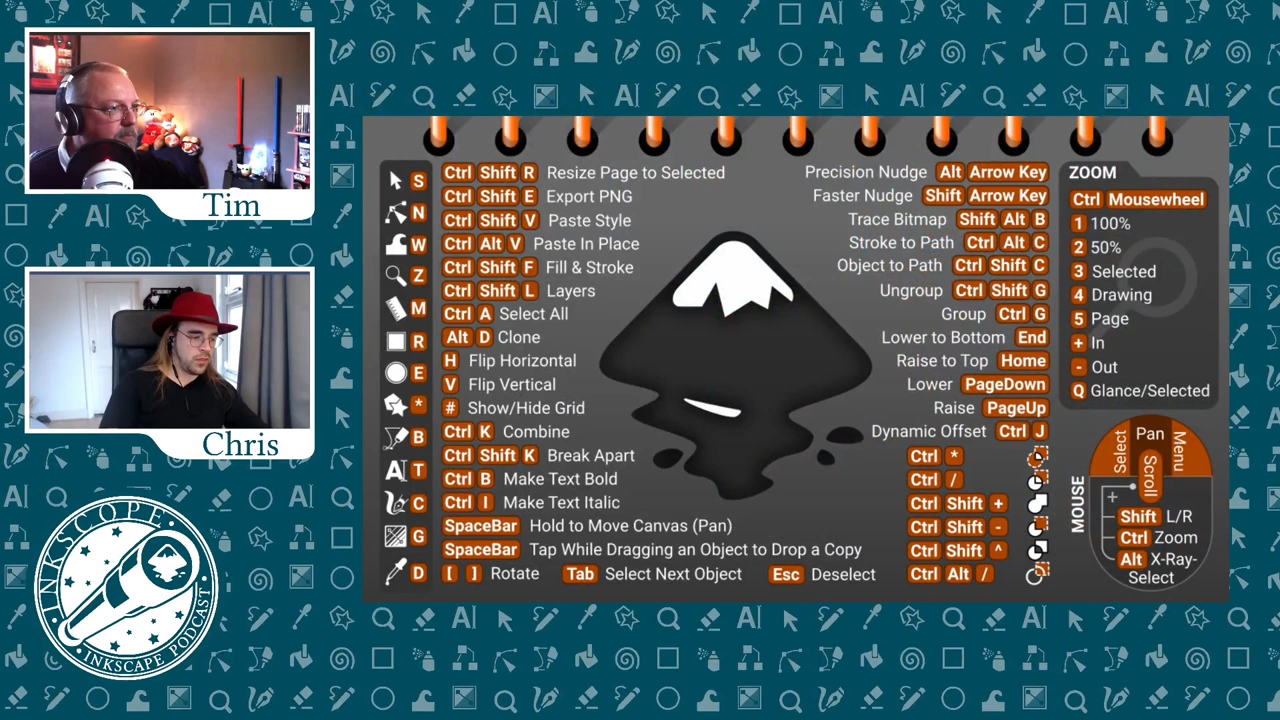 Tim
Chris
INKSCAPE PODCAST
S
N
W
Z
M
R
E
*
B
T
C
G
D
Ctrl Shift R Resize Page to Selected
Ctrl Shift E Export PNG
Ctrl Shift V Paste Style
Ctrl Alt V Paste In Place
Ctrl Shift F Fill & Stroke
Ctrl Shift L Layers
Ctrl A Select All
Alt D Clone
H Flip Horizontal
V Flip Vertical
# Show/Hide Grid
Ctrl K Combine
Ctrl Shift K Break Apart
Ctrl B Make Text Bold
Ctrl I Make Text Italic
SpaceBar Hold to Move Canvas (Pan)
SpaceBar Tap While Dragging an Object to Drop a Copy
[ ] Rotate Tab Select Next Object Esc Deselect
Precision Nudge Alt Arrow Key
Faster Nudge Shift Arrow Key
Trace Bitmap Shift Alt B
Stroke to Path Ctrl Alt C
Object to Path Ctrl Shift C
Ungroup Ctrl Shift G
Group Ctrl G
Lower to Bottom End
Raise to Top Home
Lower PageDown
Raise PageUp
Dynamic Offset Ctrl J
Ctrl *
Ctrl /
Ctrl Shift +
Ctrl Shift -
Ctrl Shift ^
Ctrl Alt /
ZOOM
Ctrl Mousewheel
1 100%
2 50%
3 Selected
4 Drawing
5 Page
+ In
- Out
Q Glance/Selected
MOUSE
Select
Pan
Menu
Scroll
+
Shift L/R
Ctrl Zoom
Alt X-Ray-
Select